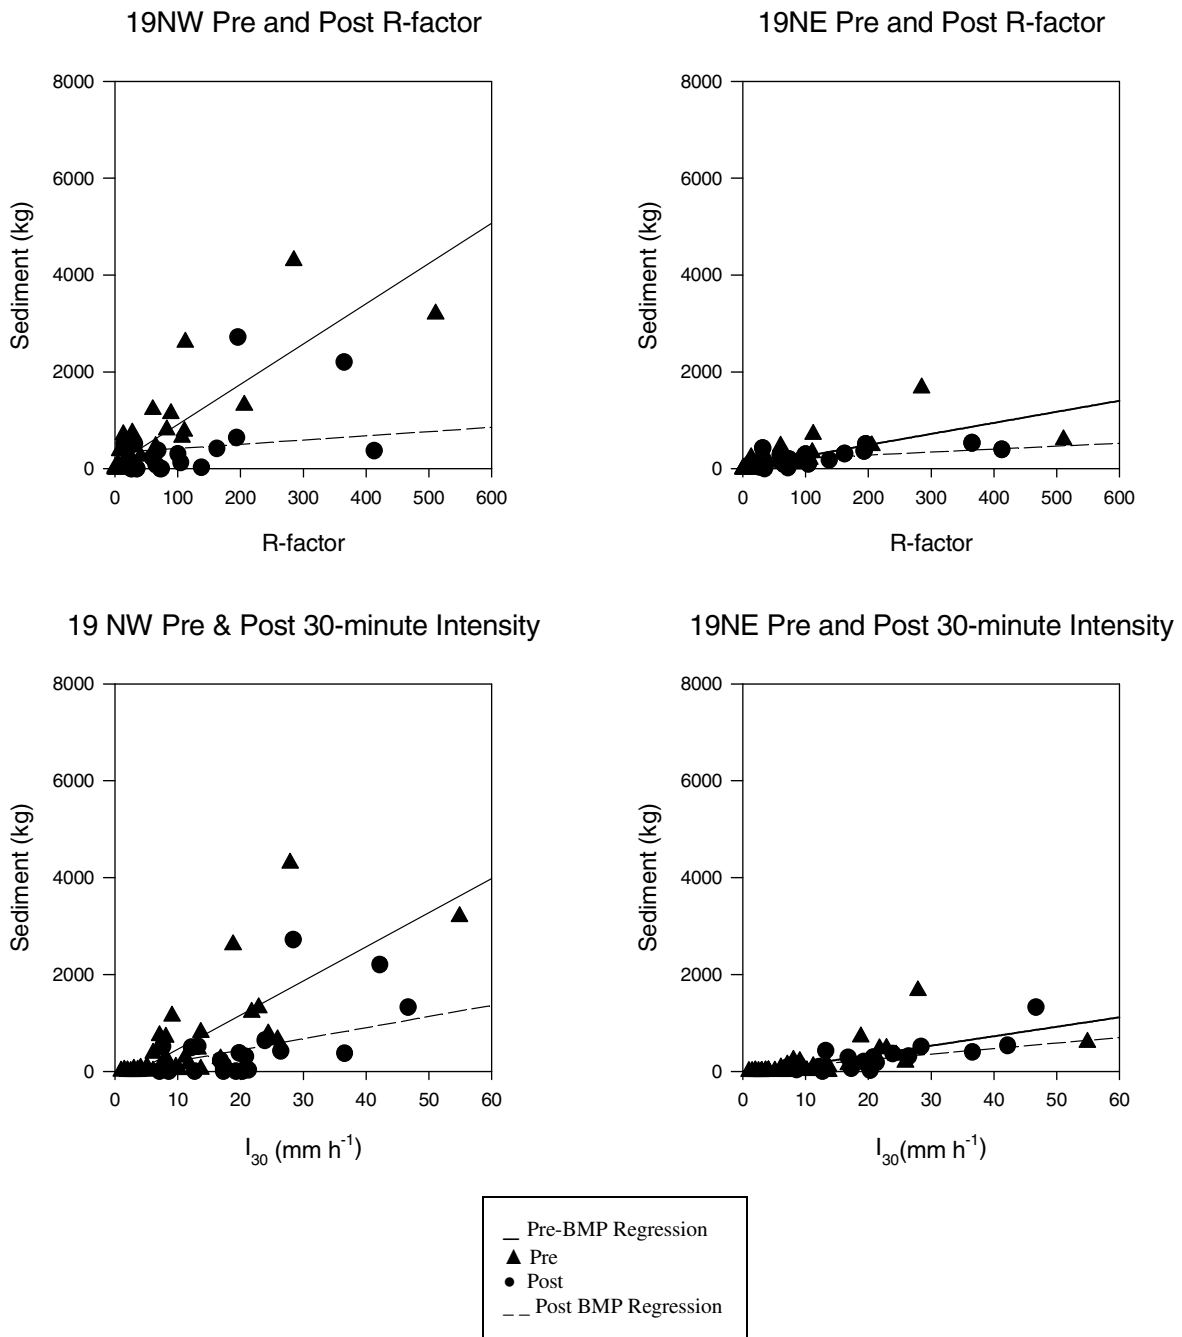 19NW Pre and Post R-factor
8000
6000
4000
2000
0
Sediment (kg)
0 100 200 300 400 500 600
R-factor
19NE Pre and Post R-factor
8000
6000
4000
2000
0
Sediment (kg)
0 100 200 300 400 500 600
R-factor
19 NW Pre & Post 30-minute Intensity
8000
6000
4000
2000
0
Sediment (kg)
0 10 20 30 40 50 60
I30 (mm h-1)
19NE Pre and Post 30-minute Intensity
8000
6000
4000
2000
0
Sediment (kg)
0 10 20 30 40 50 60
I30(mm h-1)
Pre-BMP Regression
Pre
Post
Post BMP Regression